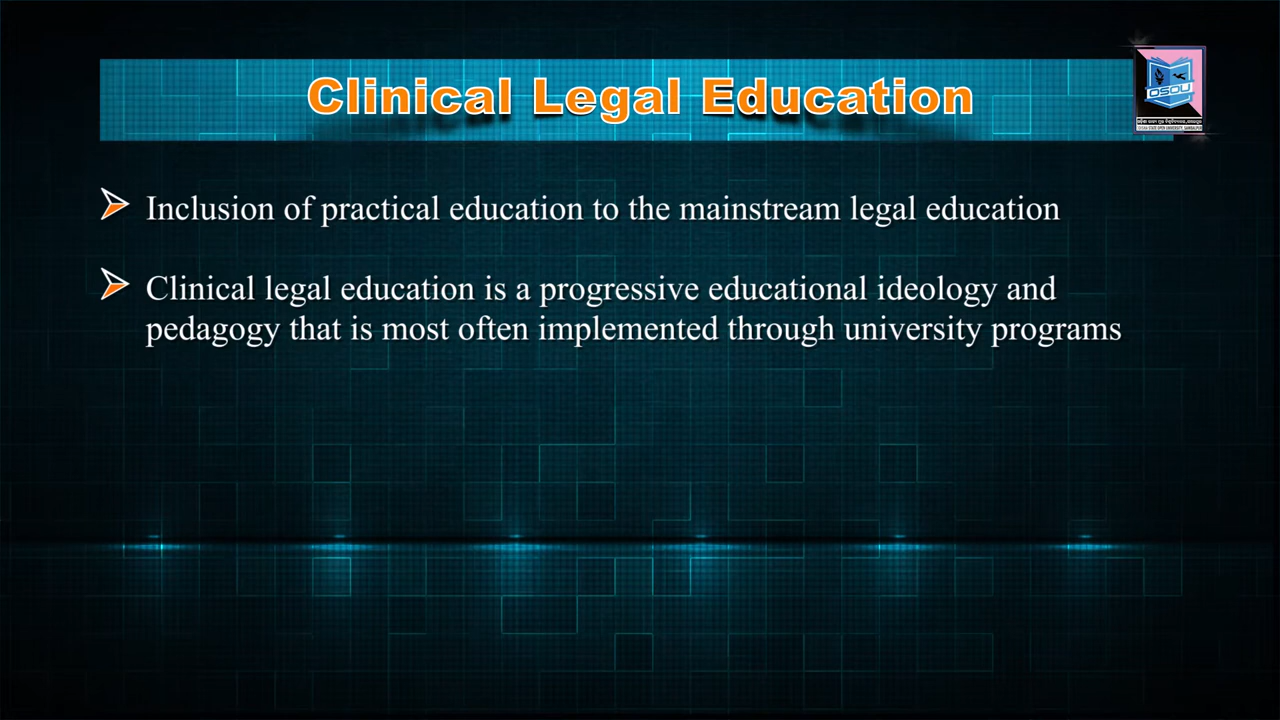 Clinical Legal Education
OSOU
Inclusion of practical education to the mainstream legal education
Clinical legal education is a progressive educational ideology and
pedagogy that is most often implemented through university programs